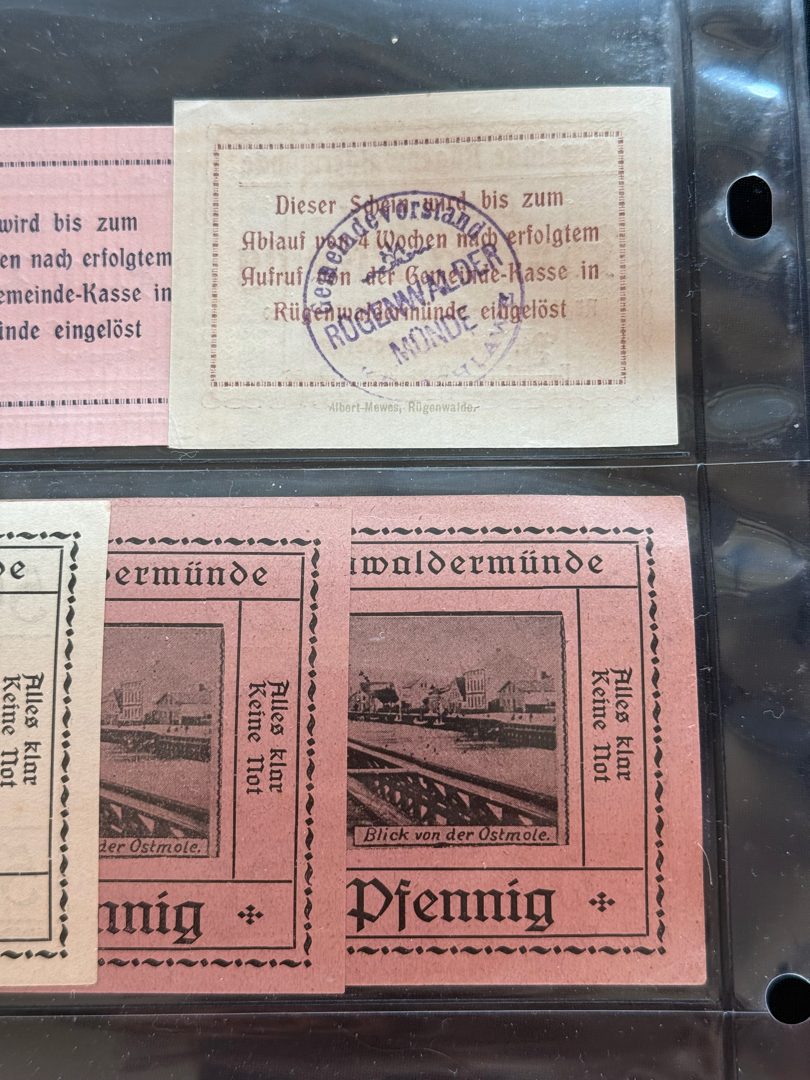 wird bis zum
en nach erfolgtem
emeinde-Kasse in
inde eingelöst
Dieser Schein wird bis zum
Ablauf von 4 Wochen nach erfolgtem
Aufruf von der Gemeinde-Kasse in
Rügenwaldermünde eingelöst
Gemeindevorstand
RÜGENWALDER
MÜNDE
Albert Mewes, Rügenwalde.
de
Alles klar
Keine Not
dermünde
Alles klar
Keine Not
der Ostmole.
nnig
nwaldermünde
Alles klar
Keine Not
Blick von der Ostmole.
Pfennig